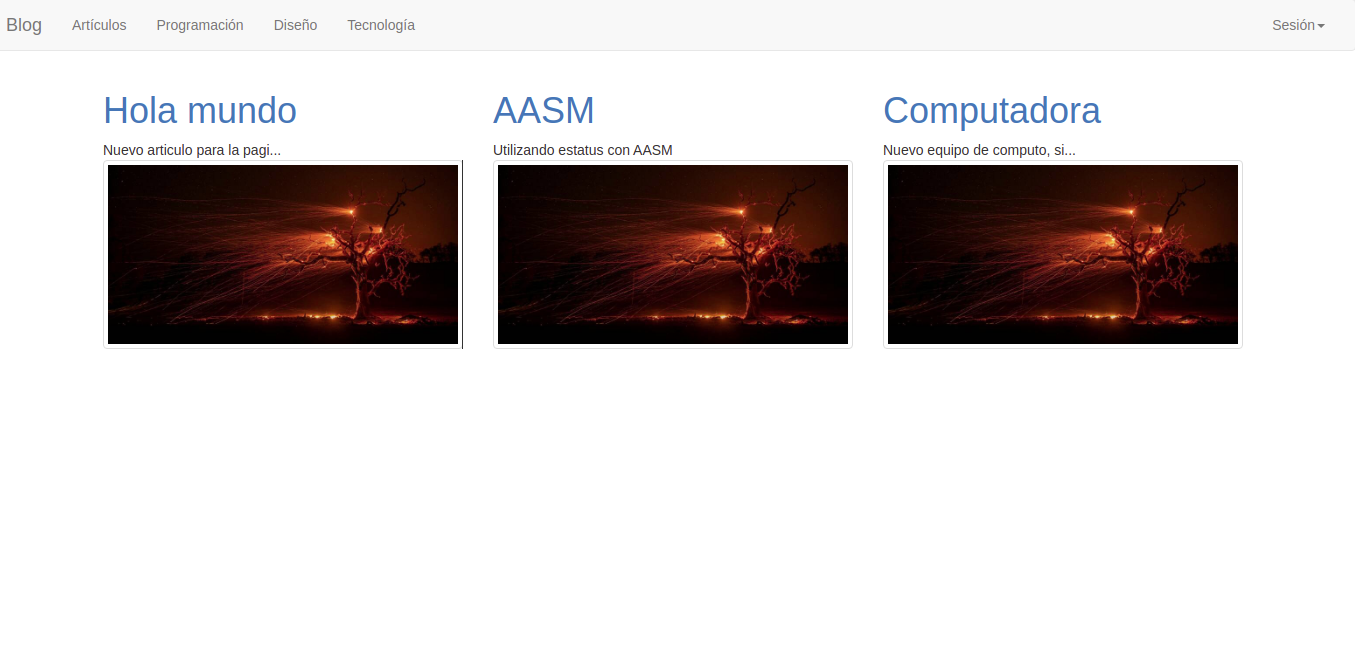 Blog Artículos Programación Diseño Tecnología Sesión
Hola mundo
Nuevo articulo para la pagi...
AASM
Utilizando estatus con AASM
Computadora
Nuevo equipo de computo, si...